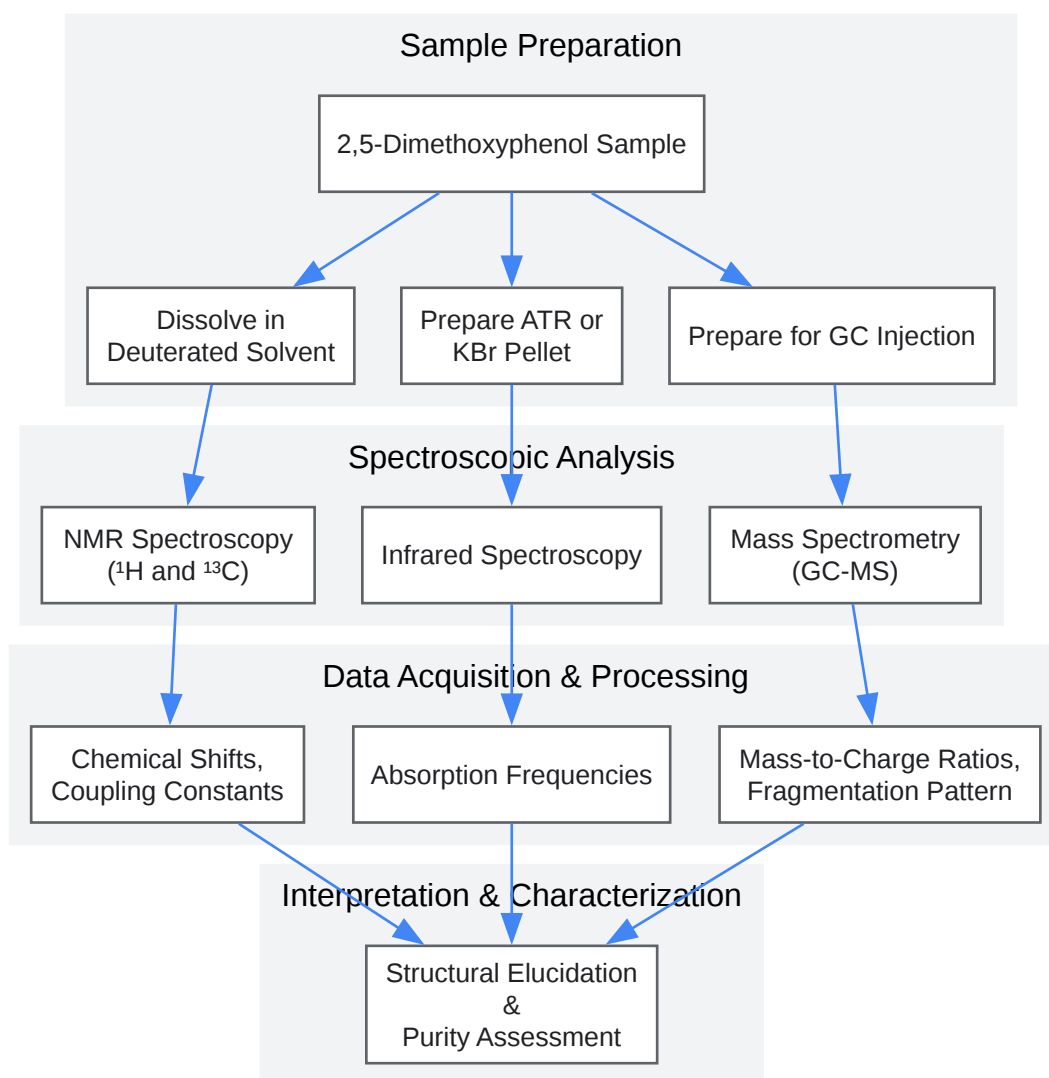 Sample Preparation
2,5-Dimethoxyphenol Sample
Dissolve in
Deuterated Solvent
Prepare ATR or
KBr Pellet
Prepare for GC Injection
Spectroscopic Analysis
NMR Spectroscopy
(¹H and ¹³C)
Infrared Spectroscopy
Mass Spectrometry
(GC-MS)
Data Acquisition & Processing
Chemical Shifts,
Coupling Constants
Absorption Frequencies
Mass-to-Charge Ratios,
Fragmentation Pattern
Interpretation & Characterization
Structural Elucidation
&
Purity Assessment